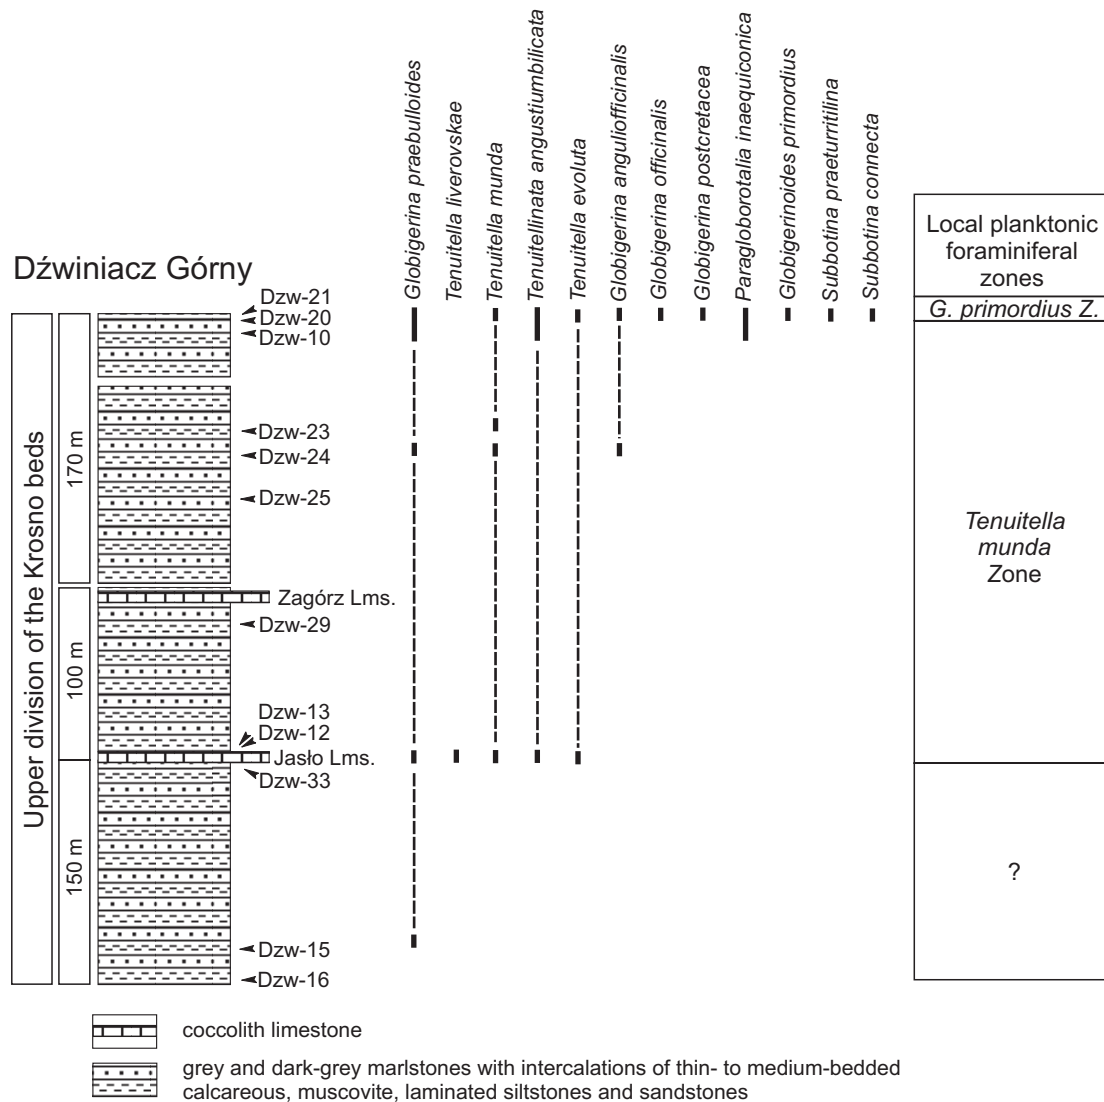 Globigerina praebulloides
Tenuitella liverovskae
Tenuitella munda
Tenuitellinata angustiumbilicata
Tenuitella evoluta
Globigerina anguliofficinalis
Globigerina officinalis
Globigerina postcretacea
Paragloborotalia inaequiconica
Globigerinoides primordius
Subbotina praeturritilina
Subbotina connecta
Local planktonic
foraminiferal
zones
G. primordius Z.
Tenuitella
munda
Zone
?
Dźwiniacz Górny
Upper division of the Krosno beds
170 m
100 m
150 m
Dzw-21
Dzw-20
Dzw-10
Dzw-23
Dzw-24
Dzw-25
Zagórz Lms.
Dzw-29
Dzw-13
Dzw-12
Jasło Lms.
Dzw-33
Dzw-15
Dzw-16
coccolith limestone
grey and dark-grey marlstones with intercalations of thin- to medium-bedded
calcareous, muscovite, laminated siltstones and sandstones